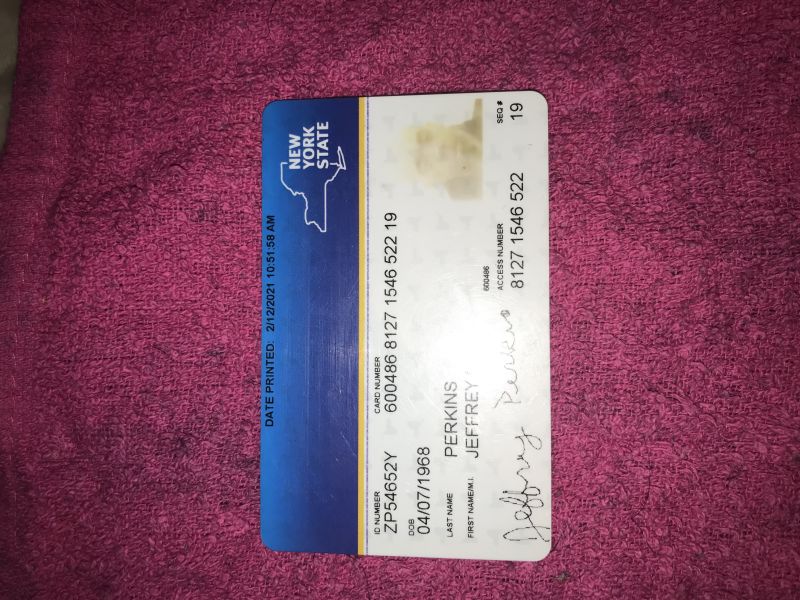 DATE PRINTED: 2/12/2021 10:51:58 AM
NEW
YORK
STATE
ID NUMBER
CARD NUMBER
ZP54652Y
600486 8127 1546 522 19
DOB
04/07/1968
LAST NAME
PERKINS
FIRST NAME/M.I.
JEFFREY
600486
ACCESS NUMBER
SEQ #
8127 1546 522
19
Jeffrey Perkins